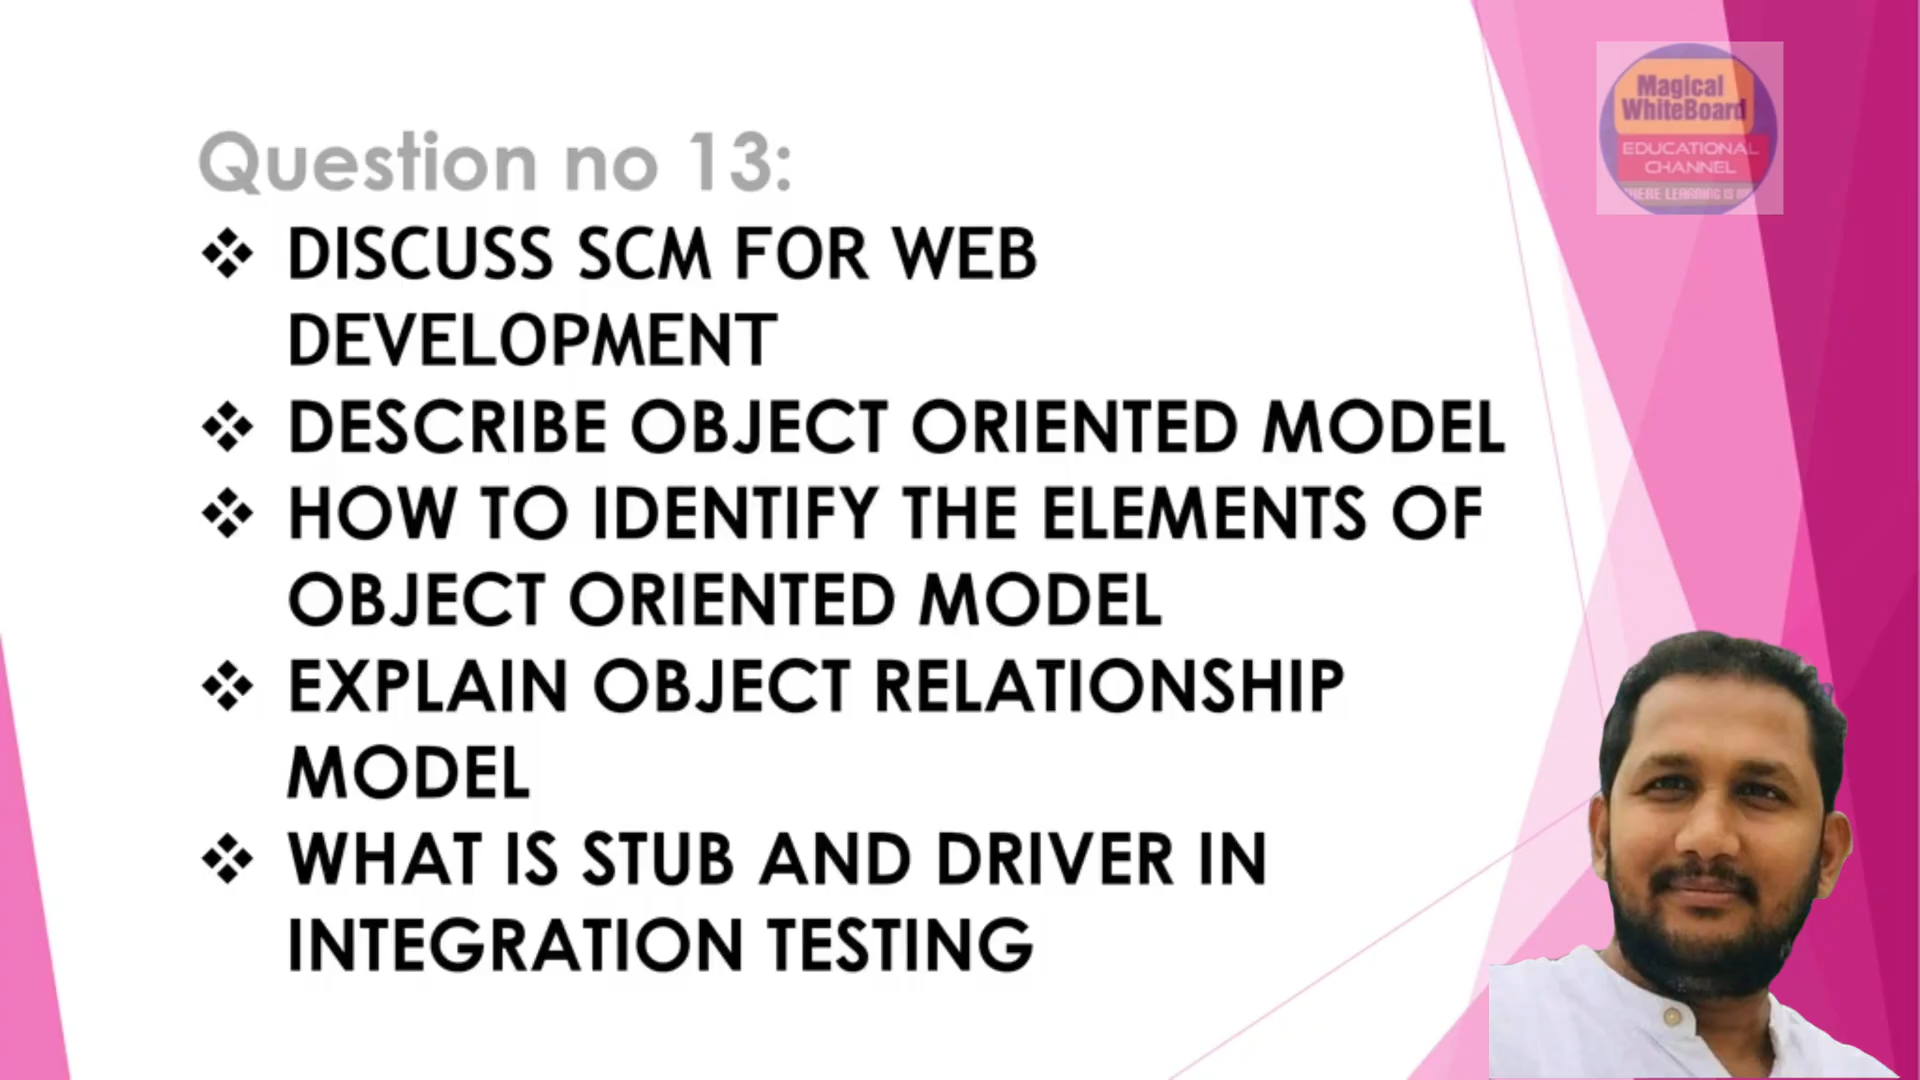 Magical
WhiteBoard
EDUCATIONAL
CHANNEL
Question no 13:
❖ DISCUSS SCM FOR WEB
DEVELOPMENT
❖ DESCRIBE OBJECT ORIENTED MODEL
❖ HOW TO IDENTIFY THE ELEMENTS OF
OBJECT ORIENTED MODEL
❖ EXPLAIN OBJECT RELATIONSHIP
MODEL
❖ WHAT IS STUB AND DRIVER IN
INTEGRATION TESTING